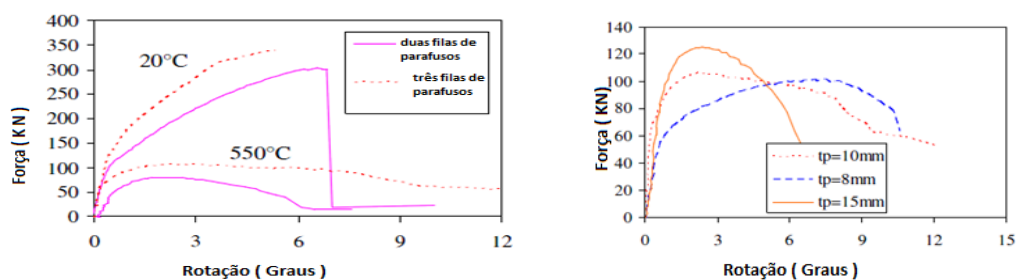 400
350
300
250
200
150
100
50
0
Força ( K N )
20°C
550°C
duas filas de
parafusos
três filas de
parafusos
0
3
6
9
12
Rotação ( Graus )
140
120
100
80
60
40
20
0
Força ( KN )
tp=10mm
tp=8mm
tp=15mm
0
3
6
9
12
15
Rotação ( Graus )